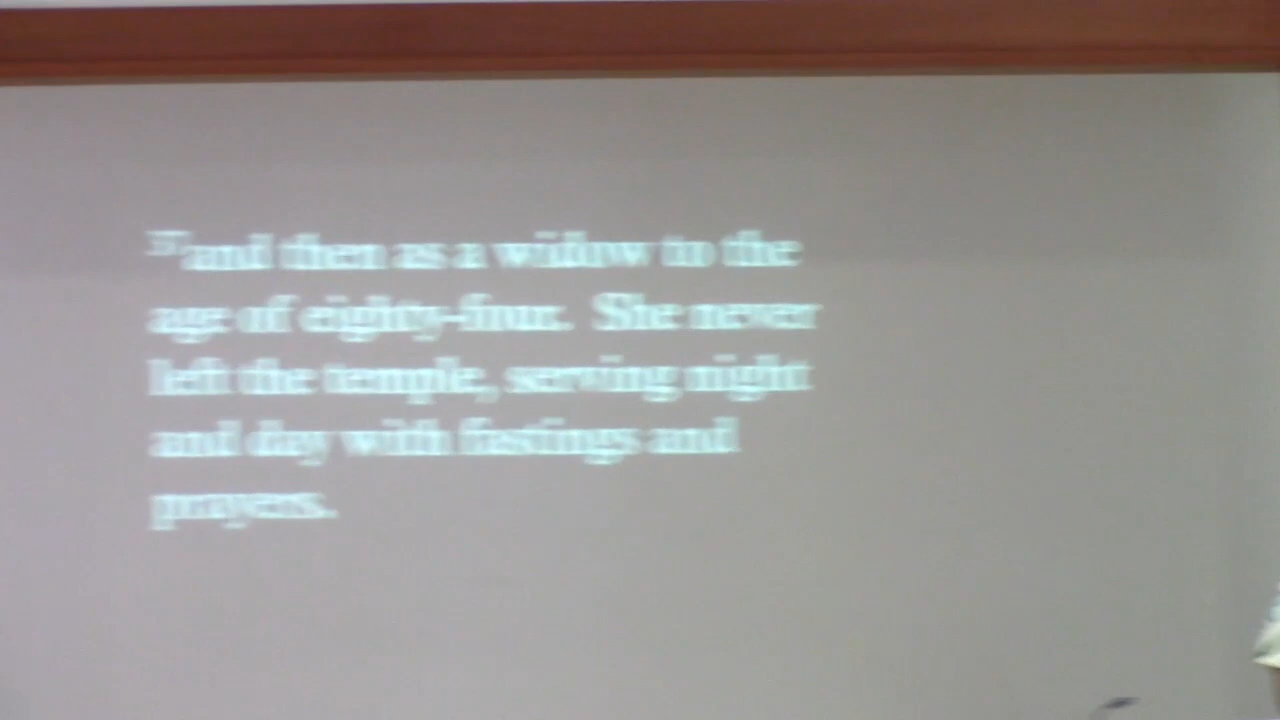 37and then as a widow to the
age of eighty-four. She never
left the temple, serving night
and day with fastings and
prayers.